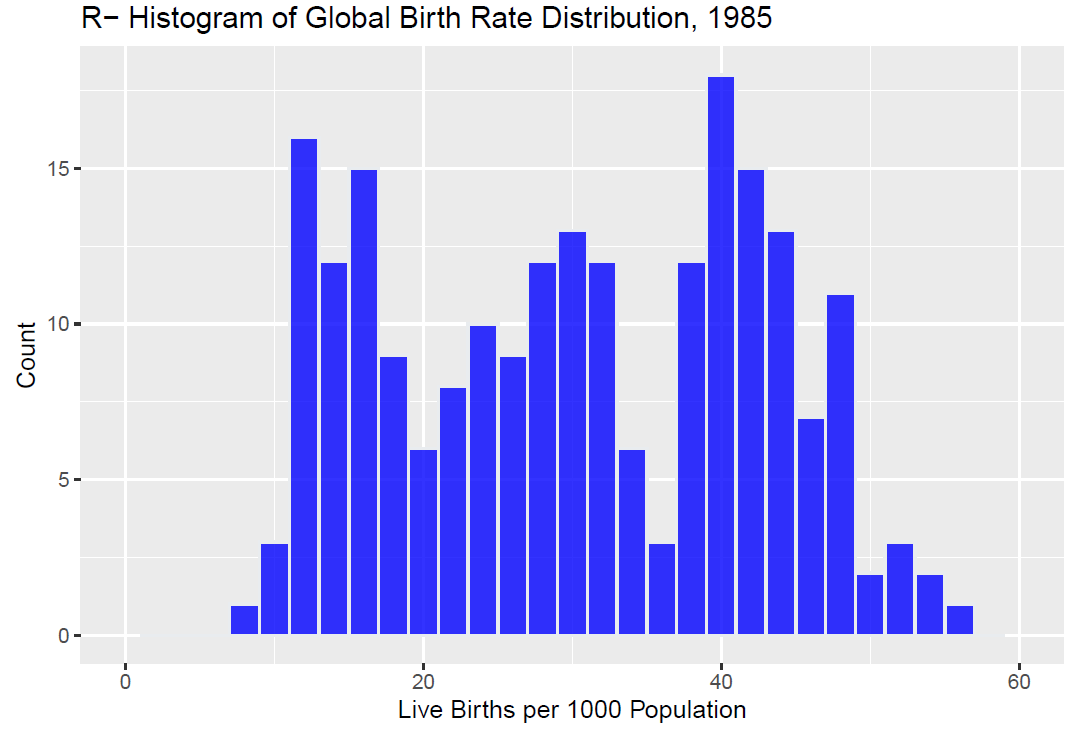 R− Histogram of Global Birth Rate Distribution, 1985
15
10
5
0
Count
0 20 40 60
Live Births per 1000 Population